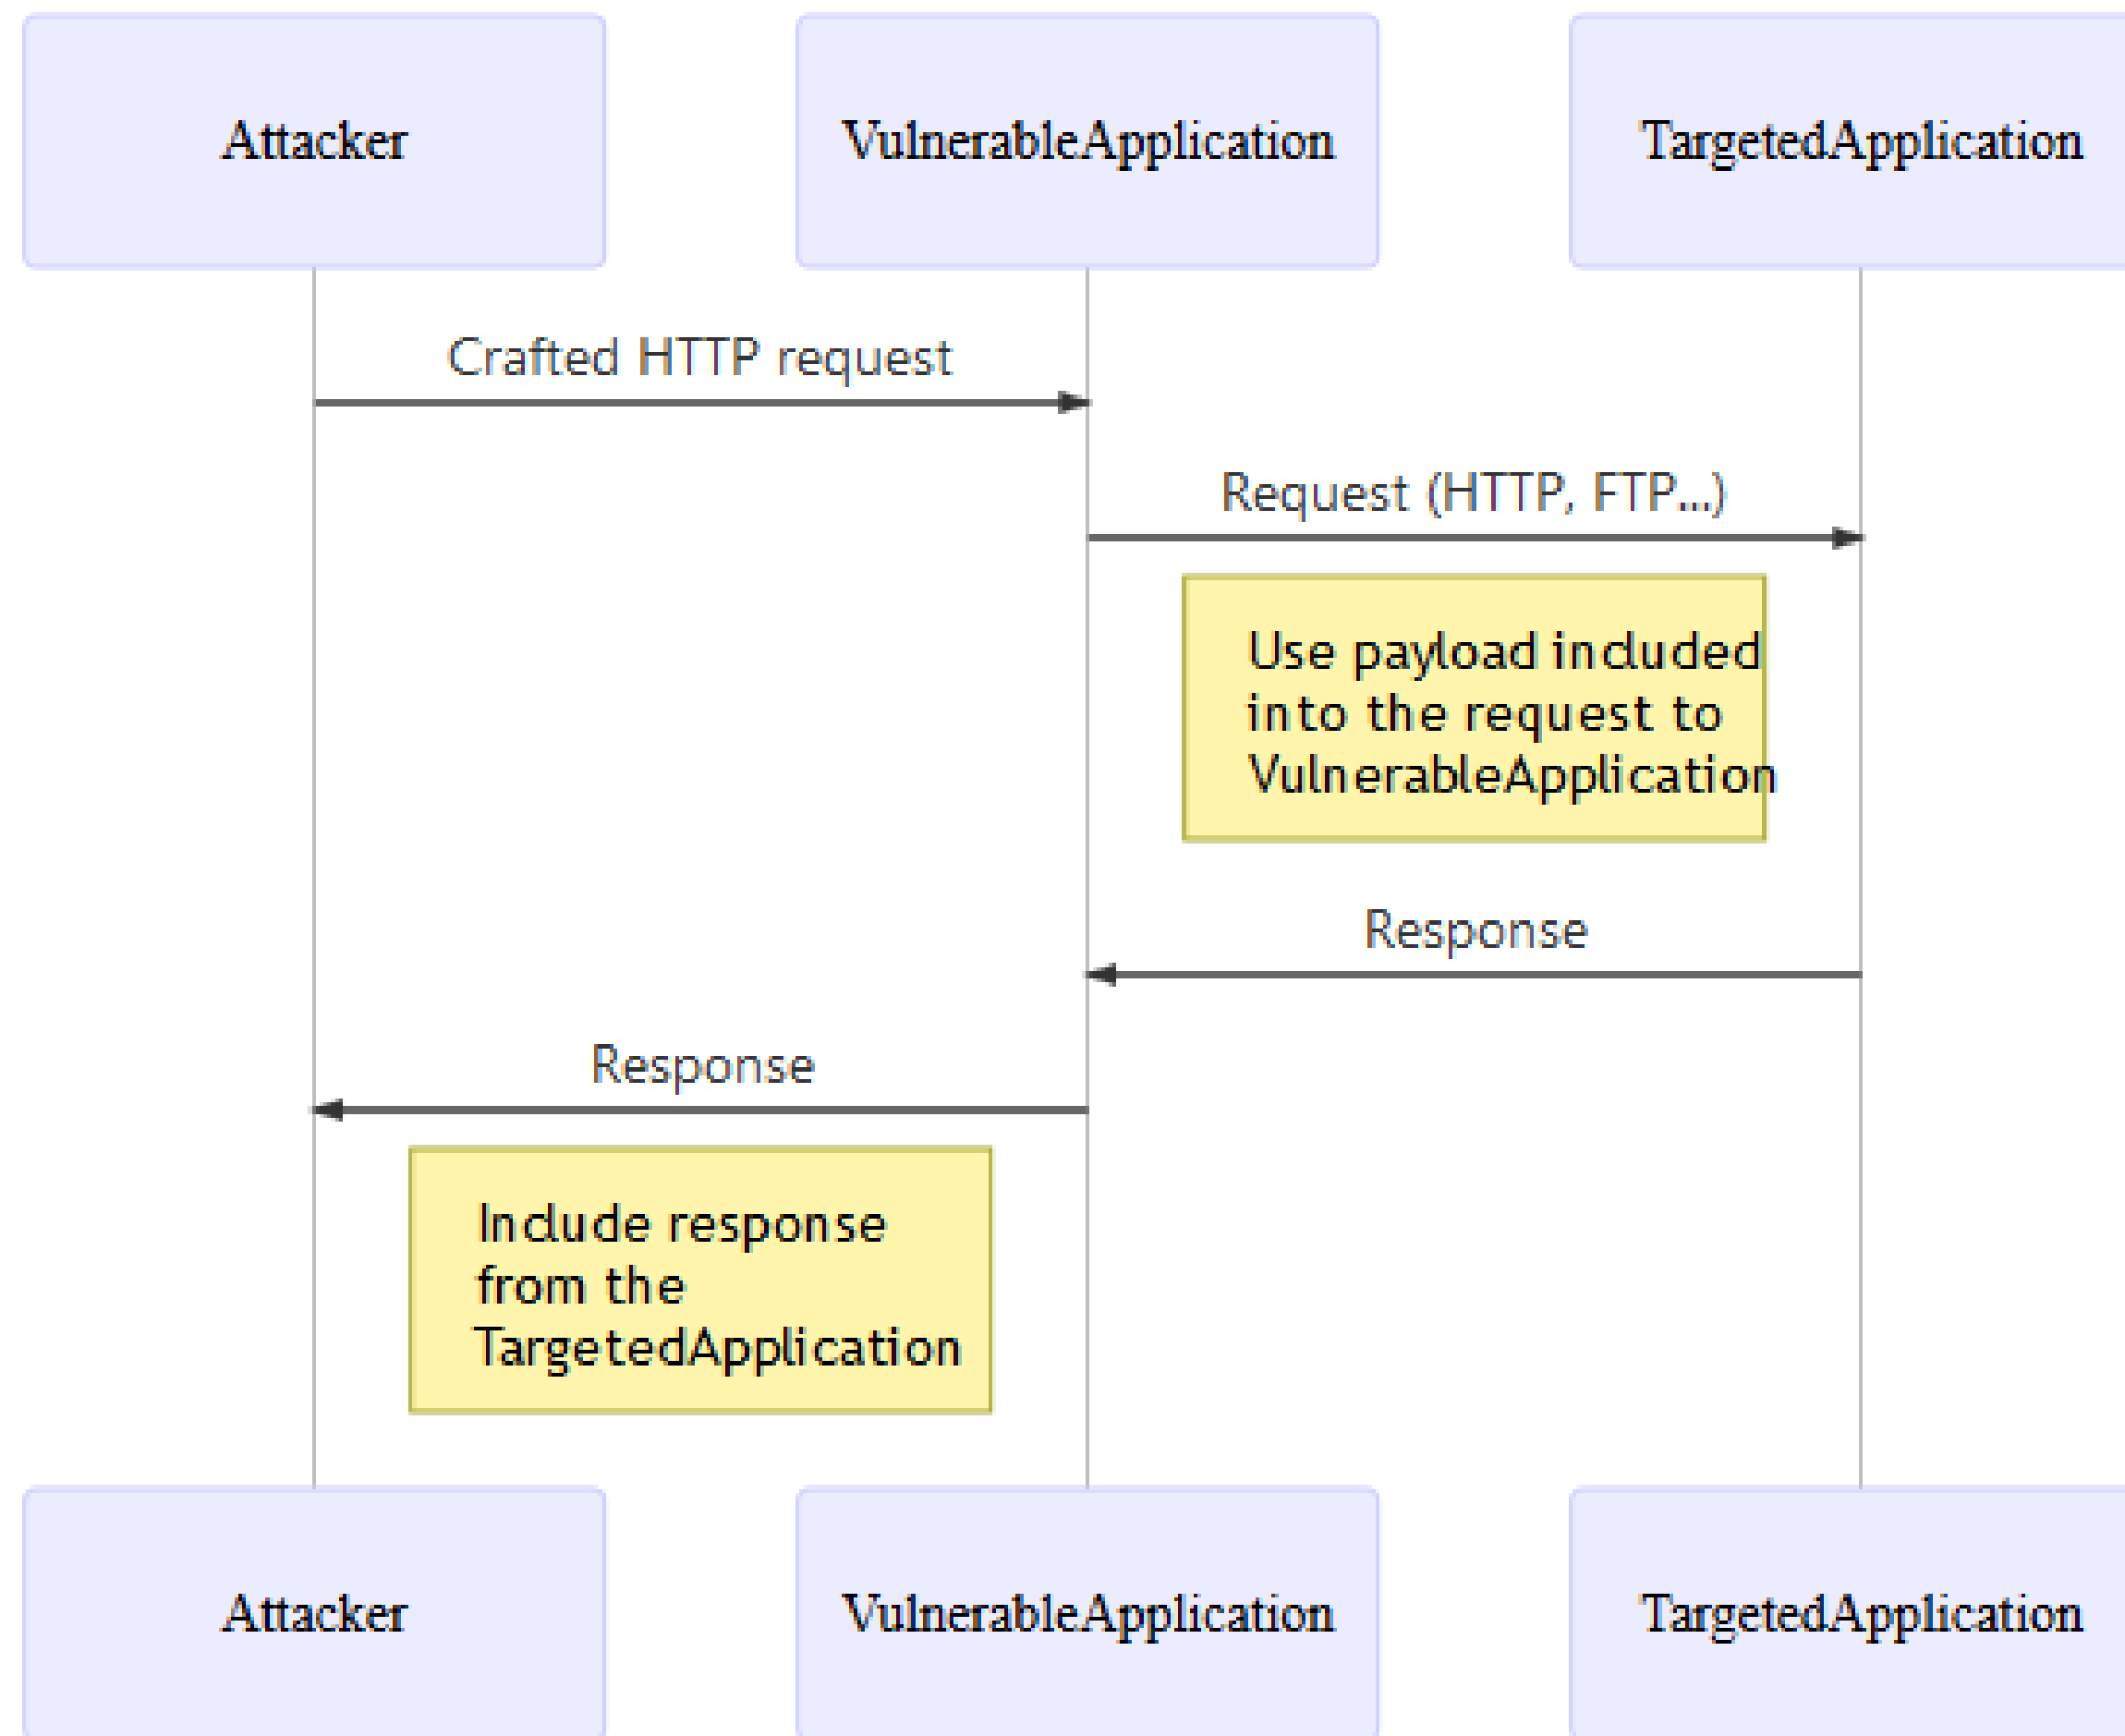 Attacker
VulnerableApplication
TargetedApplication
Crafted HTTP request
Request (HTTP, FTP...)
Use payload included
into the request to
VulnerableApplication
Response
Response
Include response
from the
TargetedApplication
Attacker
VulnerableApplication
TargetedApplication